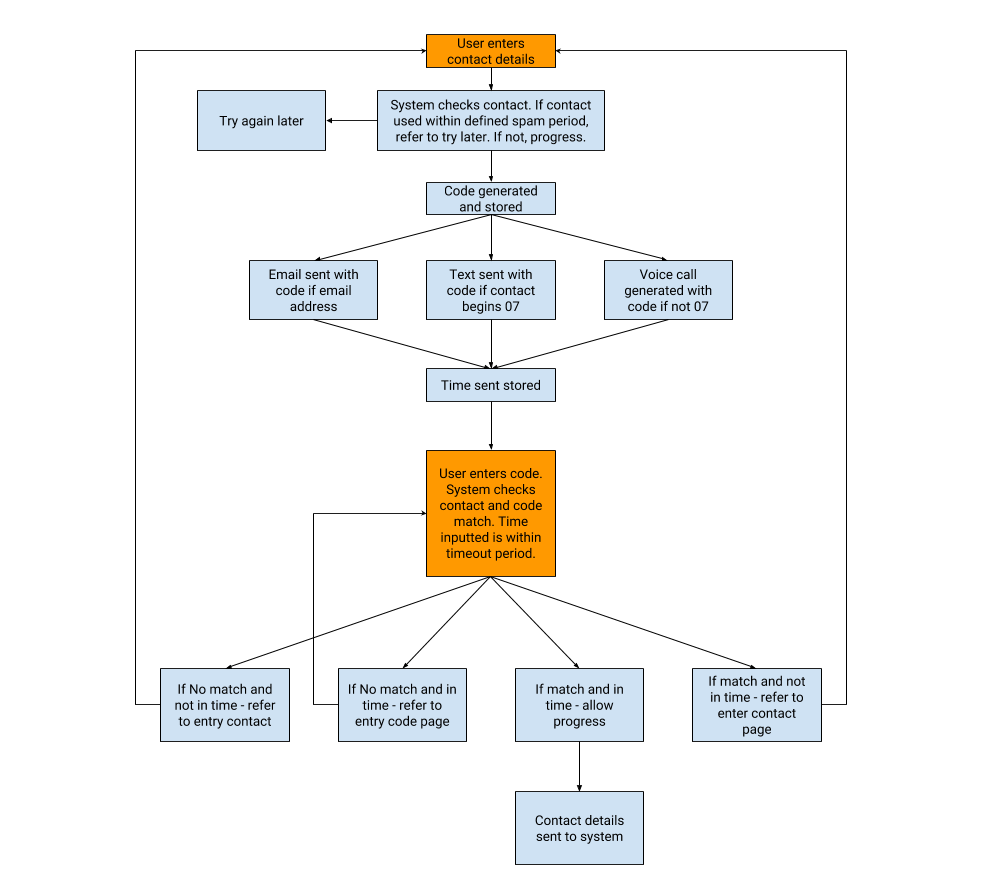 User enters
contact details
System checks contact. If contact
used within defined spam period,
refer to try later. If not, progress.
Try again later
Code generated
and stored
Email sent with
code if email
address
Text sent with
code if contact
begins 07
Voice call
generated with
code if not 07
Time sent stored
User enters code.
System checks
contact and code
match. Time
inputted is within
timeout period.
If No match and
not in time - refer
to entry contact
If No match and in
time - refer to
entry code page
If match and in
time - allow
progress
If match and not
in time - refer to
enter contact
page
Contact details
sent to system